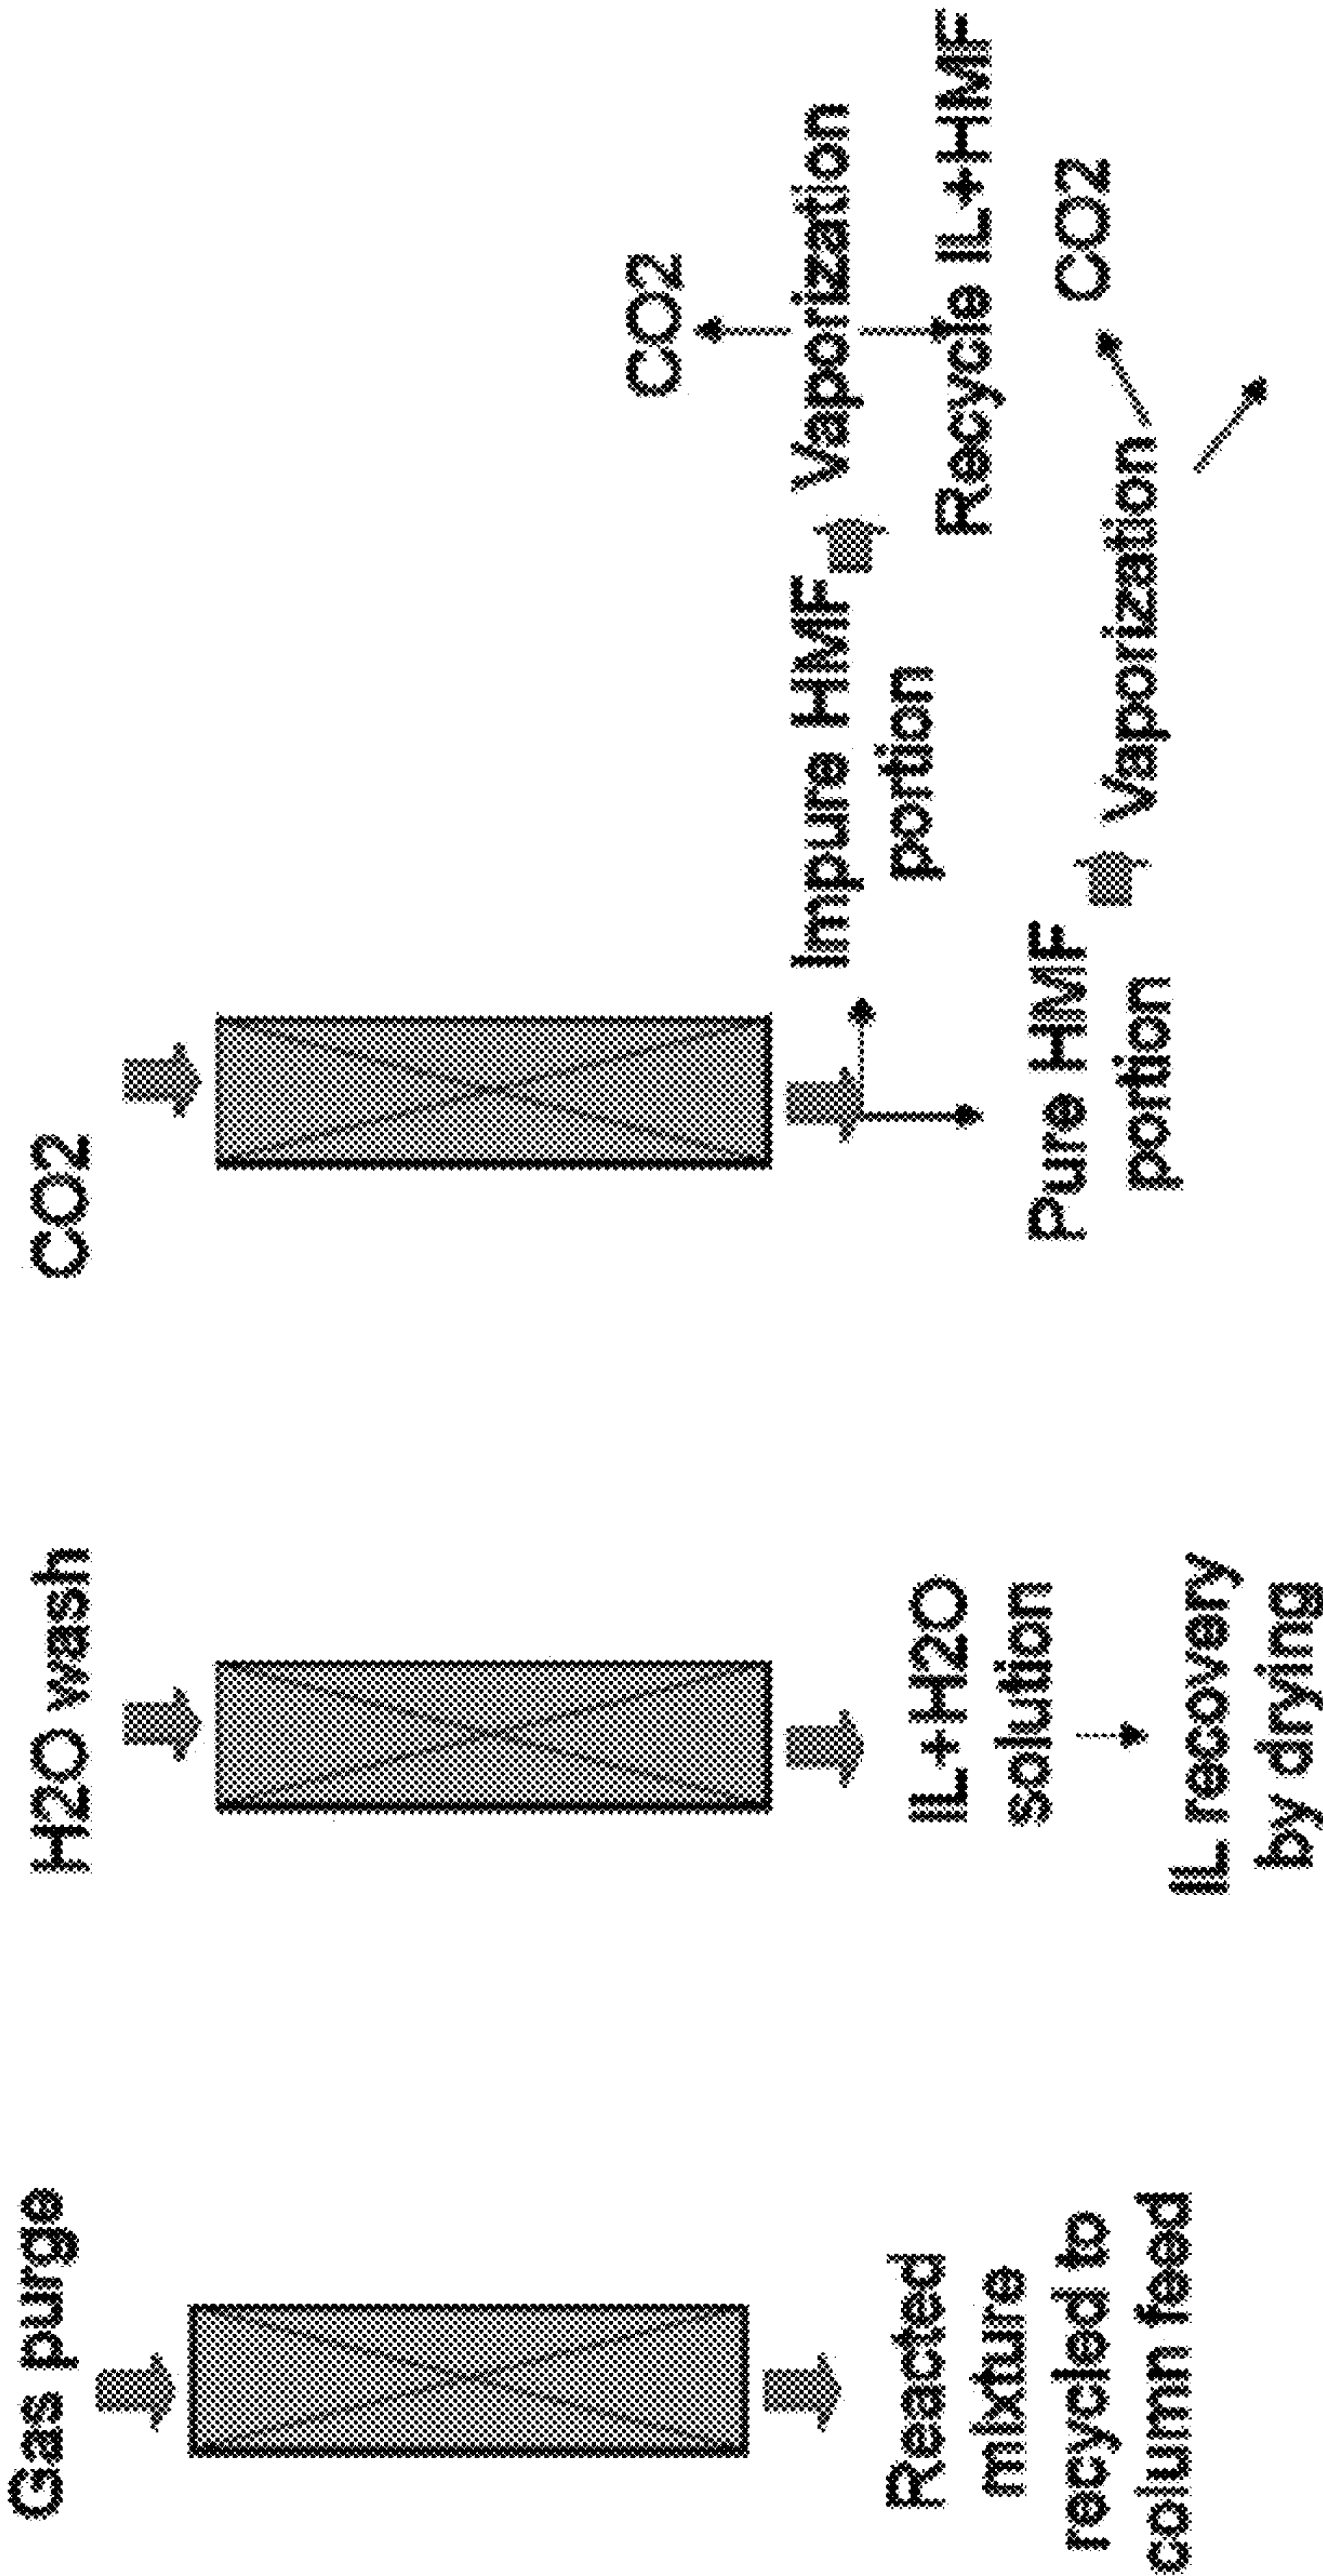 Gas purge
Reacted
mixture
recycled to
column feed
H2O wash
IL+H2O
solution
IL recovery
by drying
CO2
Impure HMF
portion
Vaporization
CO2
Recycle IL+HMF
Pure HMF
portion
Vaporization
CO2